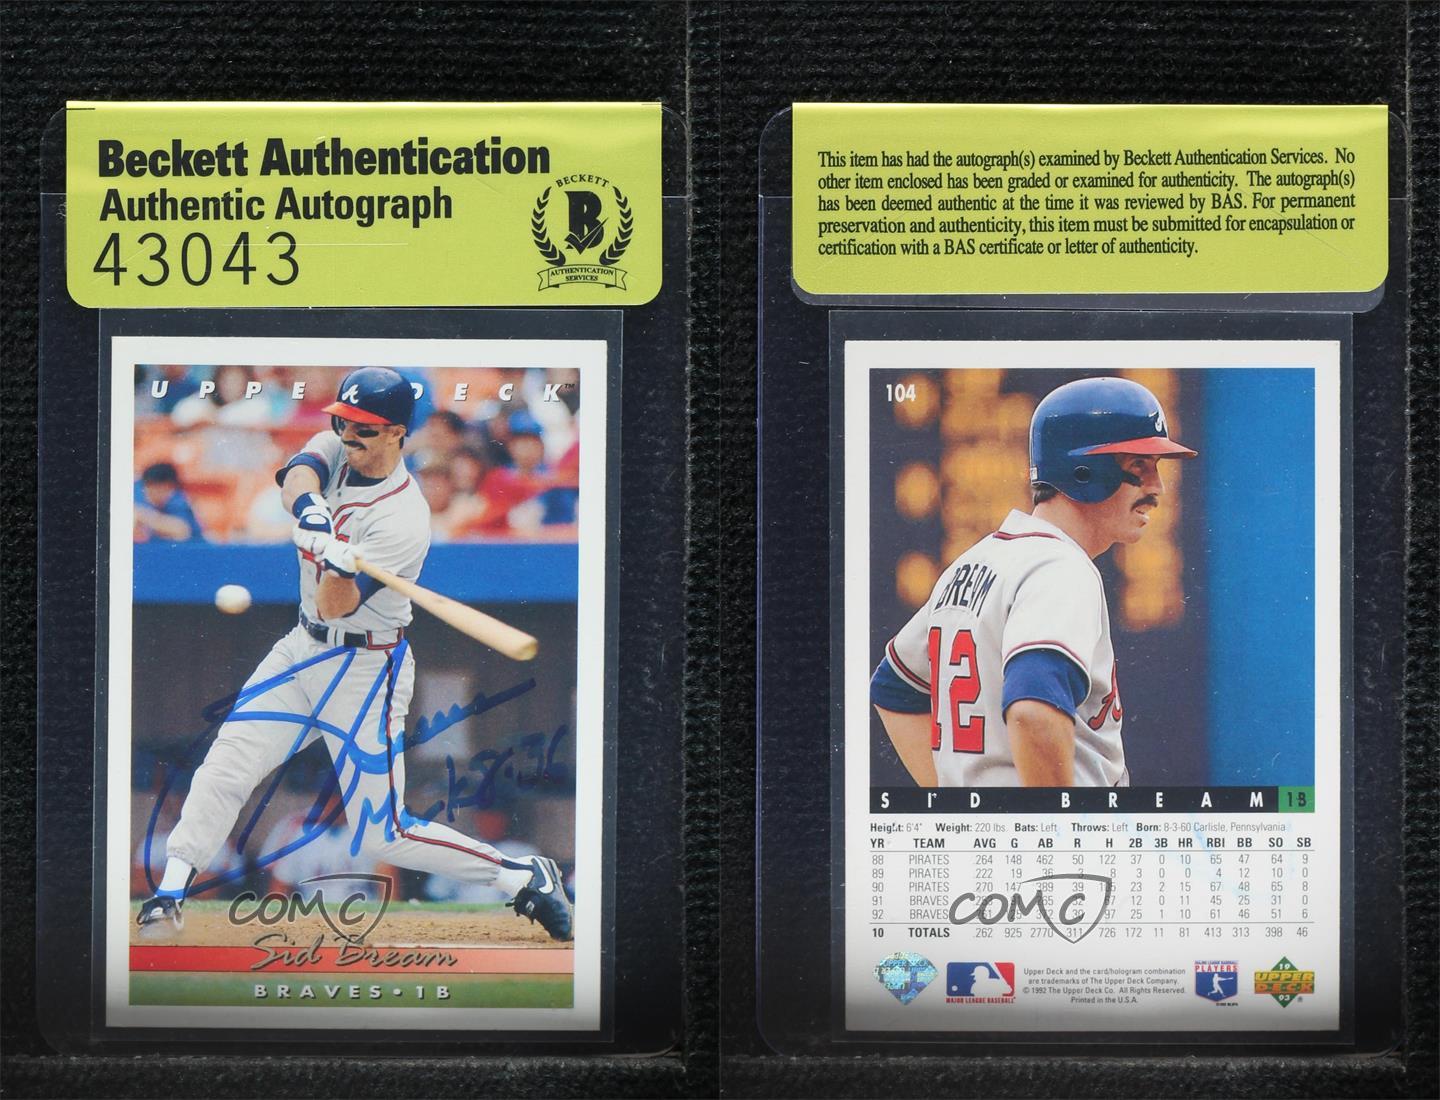 Beckett Authentication
Authentic Autograph
43043
BECKETT
B
AUTHENTICATION
SERVICES
UPPER DECK™
A
Mark 8:36
COMC
Sid Bream
BRAVES • 1B
This item has had the autograph(s) examined by Beckett Authentication Services. No
other item enclosed has been graded or examined for authenticity. The autograph(s)
has been deemed authentic at the time it was reviewed by BAS. For permanent
preservation and authenticity, this item must be submitted for encapsulation or
certification with a BAS certificate or letter of authenticity.
104
BREAM
12
SID BREAM 1B
Height: 6'4" Weight: 220 lbs. Bats: Left Throws: Left Born: 8-3-60 Carlisle, Pennsylvania
YR TEAM AVG G AB R H 2B 3B HR RBI BB SO SB
88 PIRATES .264 148 462 50 122 37 0 10 65 47 64 9
89 PIRATES .222 19 36 3 8 3 0 0 4 12 10 0
90 PIRATES .270 147 389 39 105 23 2 15 67 48 65 8
91 BRAVES 265 32 67 12 0 11 45 25 31 0
92 BRAVES 372 30 97 25 1 10 61 46 51 6
10 TOTALS .262 925 2770 311 726 172 11 81 413 313 398 46
COMC
UPPER DECK
MAJOR LEAGUE BASEBALL
Upper Deck and the card/hologram combination
are trademarks of The Upper Deck Company.
© 1992 The Upper Deck Co. All Rights Reserved.
Printed in the U.S.A.
MAJOR LEAGUE BASEBALL
PLAYERS
19
UPPER
DECK
93